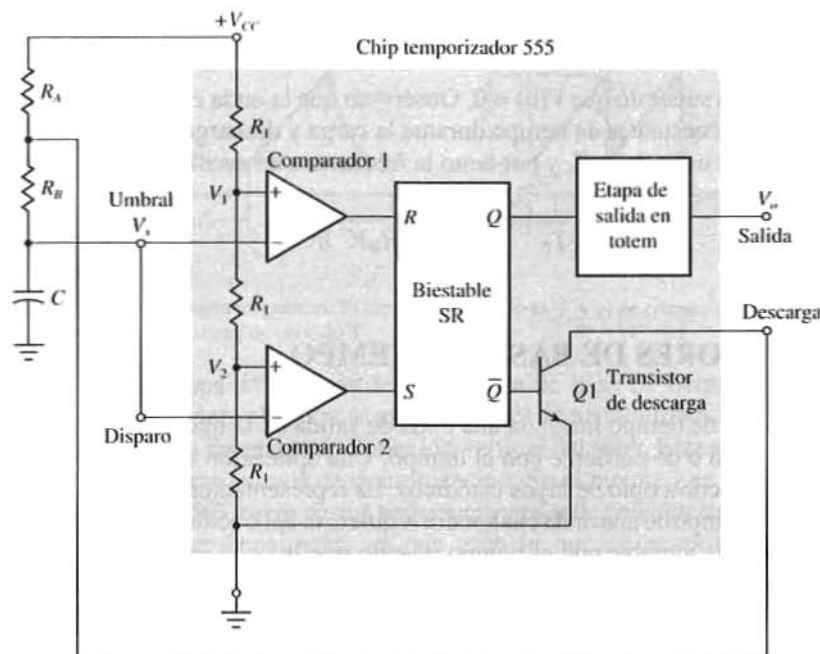 +V_CC
Chip temporizador 555
R_A
R_1
Comparador 1
R_B
Umbral
V_1
+
Etapa de
salida en
totem
V_o
V_s
R
Q
Salida
−
C
Biestable
SR
Descarga
R_1
V_2
+
S
Q̅
Q1
Transistor
de descarga
−
Disparo
Comparador 2
R_1